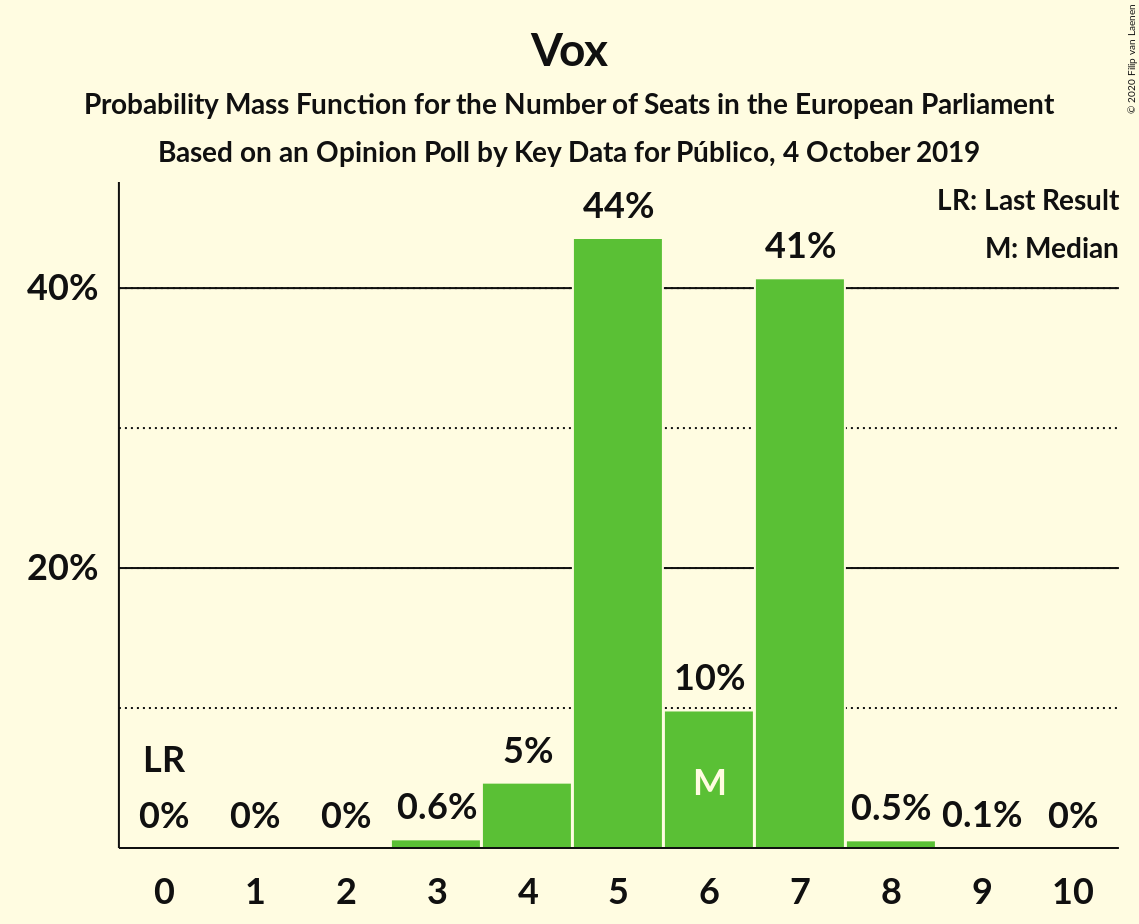 Vox
Probability Mass Function for the Number of Seats in the European Parliament
Based on an Opinion Poll by Key Data for Público, 4 October 2019
© 2020 Filip van Laenen
LR: Last Result
M: Median
40%
20%
LR
0%
0%
0%
0.6%
5%
44%
10%
M
41%
0.5%
0.1%
0%
0 1 2 3 4 5 6 7 8 9 10